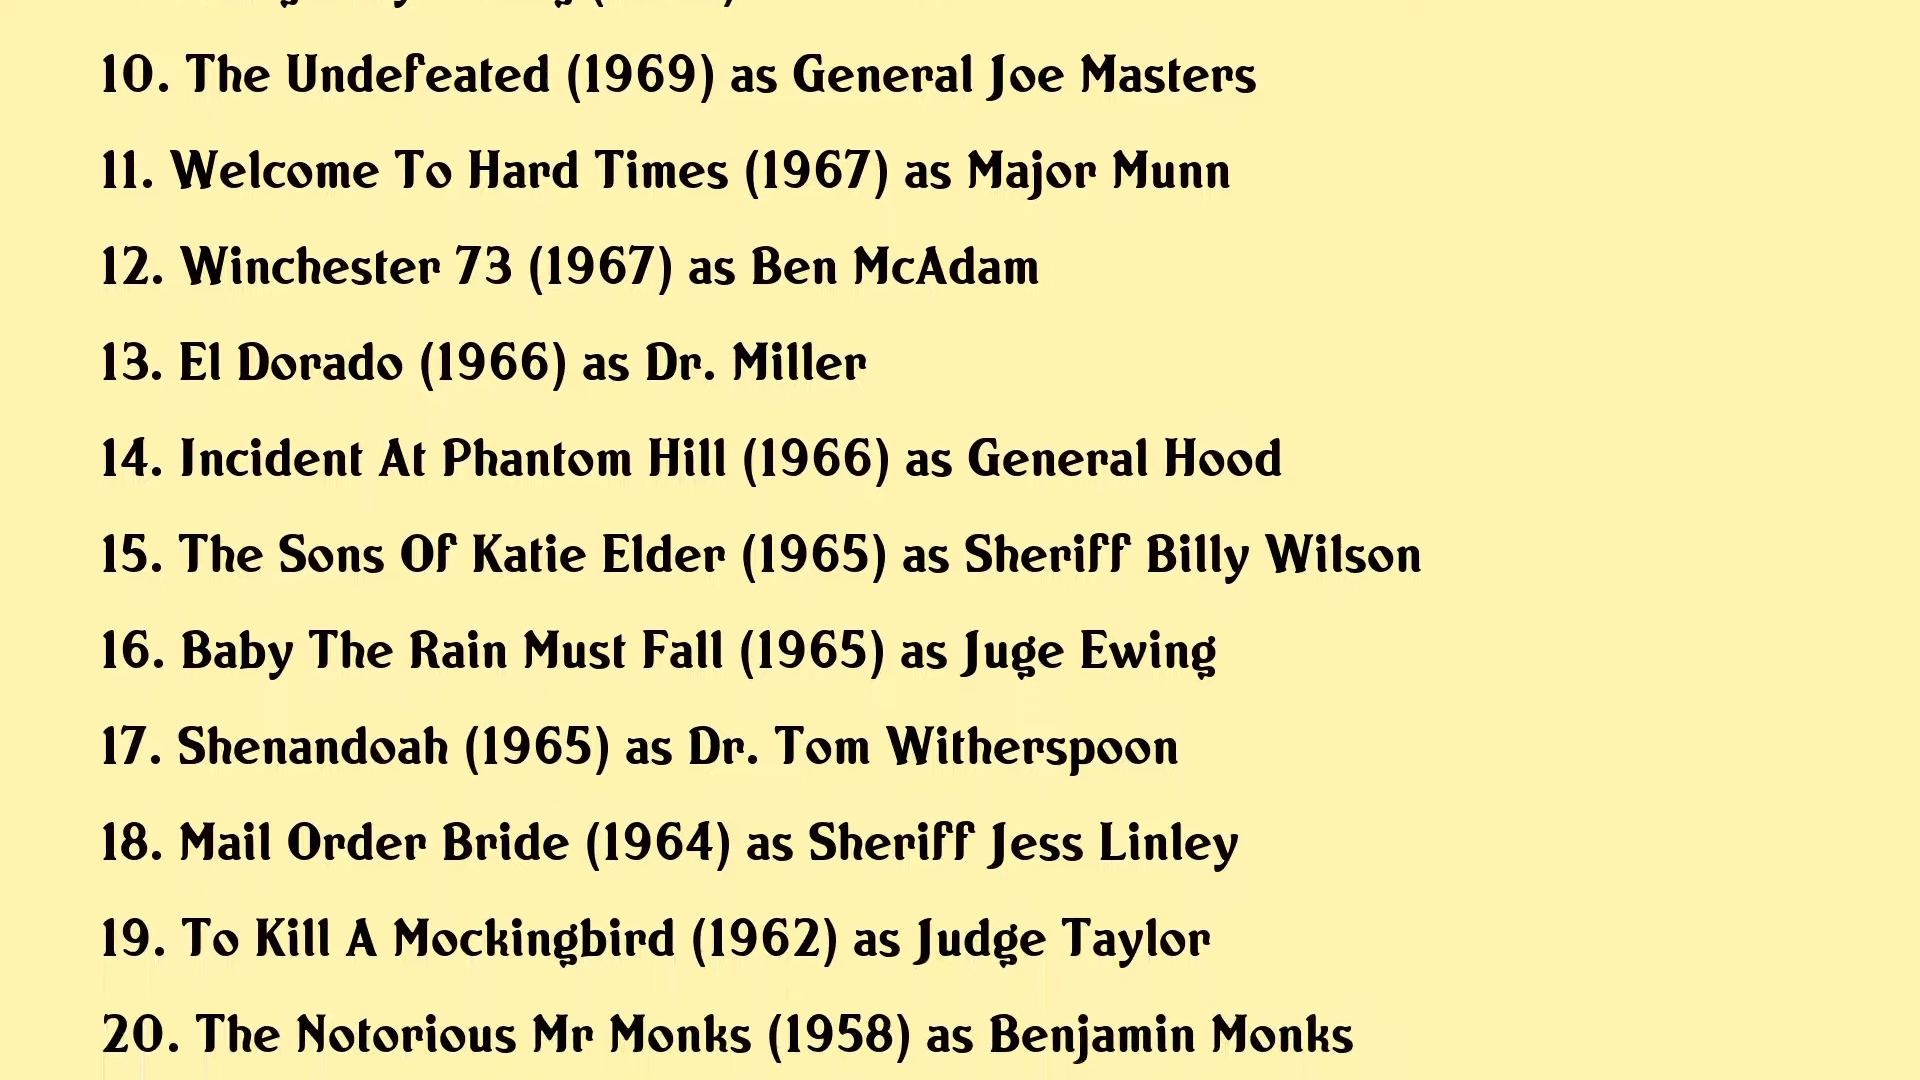 10. The Undefeated (1969) as General Joe Masters
11. Welcome To Hard Times (1967) as Major Munn
12. Winchester 73 (1967) as Ben McAdam
13. El Dorado (1966) as Dr. Miller
14. Incident At Phantom Hill (1966) as General Hood
15. The Sons Of Katie Elder (1965) as Sheriff Billy Wilson
16. Baby The Rain Must Fall (1965) as Juge Ewing
17. Shenandoah (1965) as Dr. Tom Witherspoon
18. Mail Order Bride (1964) as Sheriff Jess Linley
19. To Kill A Mockingbird (1962) as Judge Taylor
20. The Notorious Mr Monks (1958) as Benjamin Monks